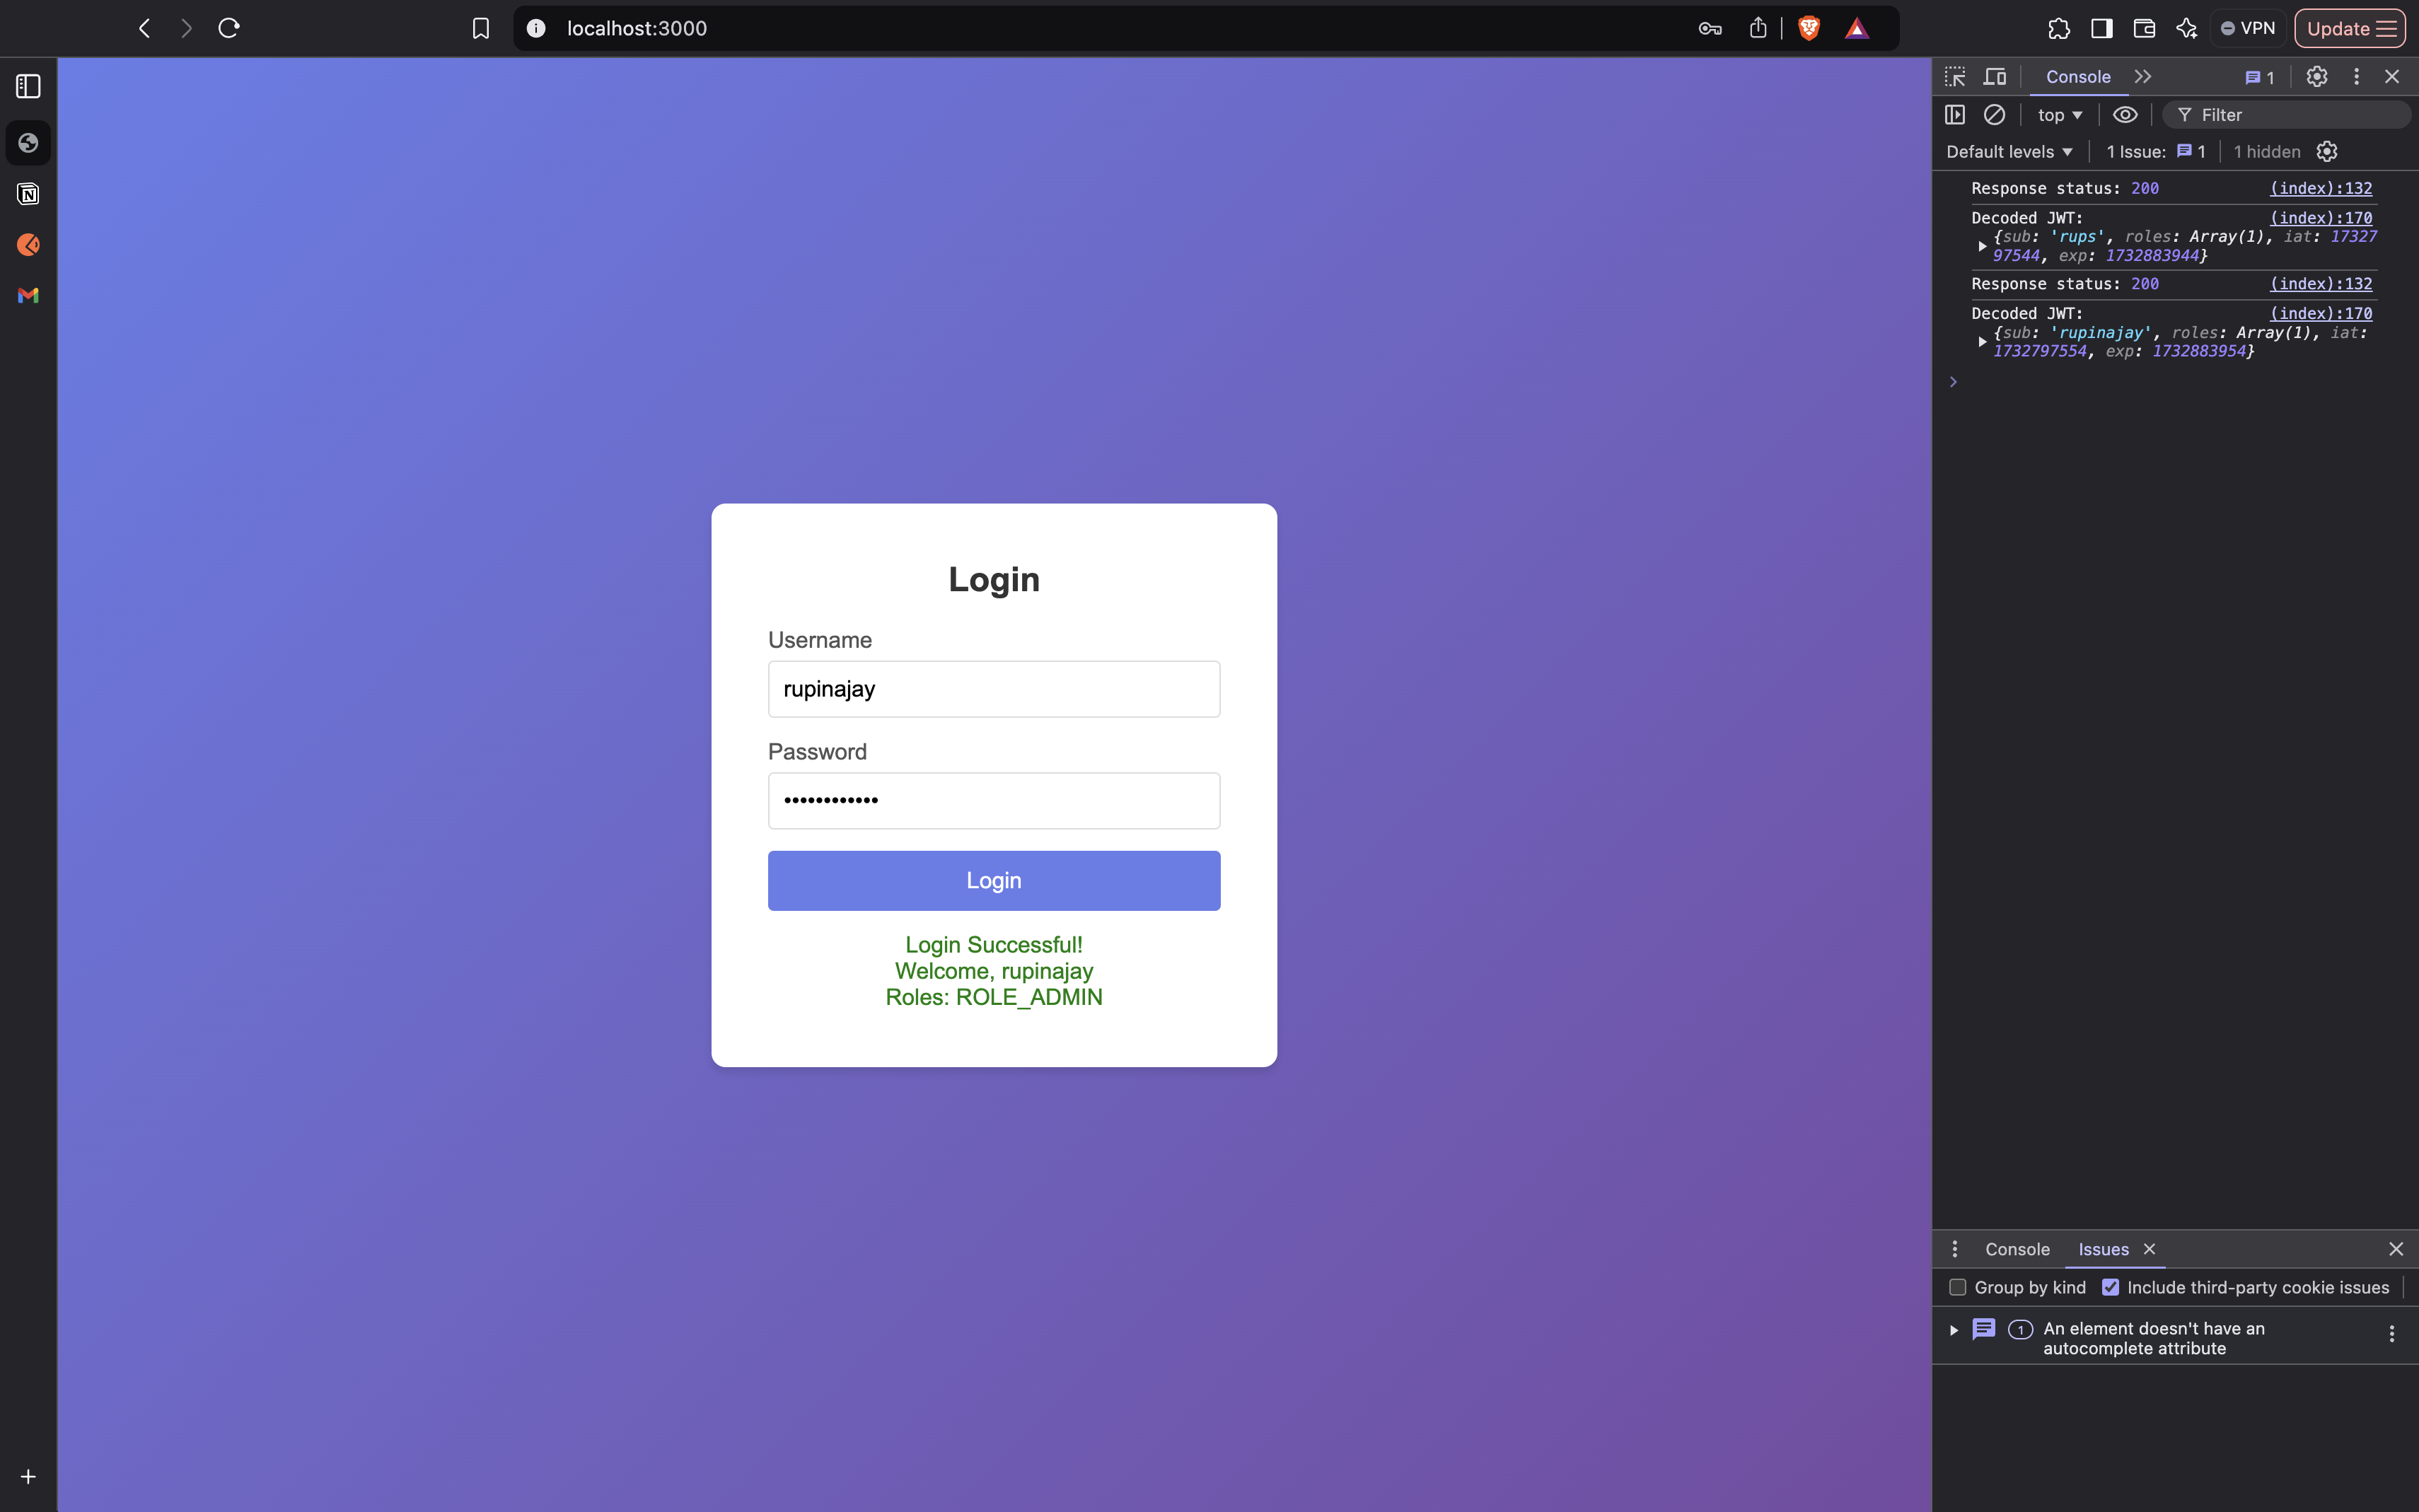 localhost:3000
VPN
Update
Console
1
top
Filter
Default levels
1 Issue: 1
1 hidden
Response status: 200 (index):132
Decoded JWT: (index):170
{sub: 'rups', roles: Array(1), iat: 17327
97544, exp: 1732883944}
Response status: 200 (index):132
Decoded JWT: (index):170
{sub: 'rupinajay', roles: Array(1), iat:
1732797554, exp: 1732883954}
Login
Username
rupinajay
Password
••••••••••••
Login
Login Successful!
Welcome, rupinajay
Roles: ROLE_ADMIN
Console
Issues
Group by kind
Include third-party cookie issues
1
An element doesn't have an
autocomplete attribute